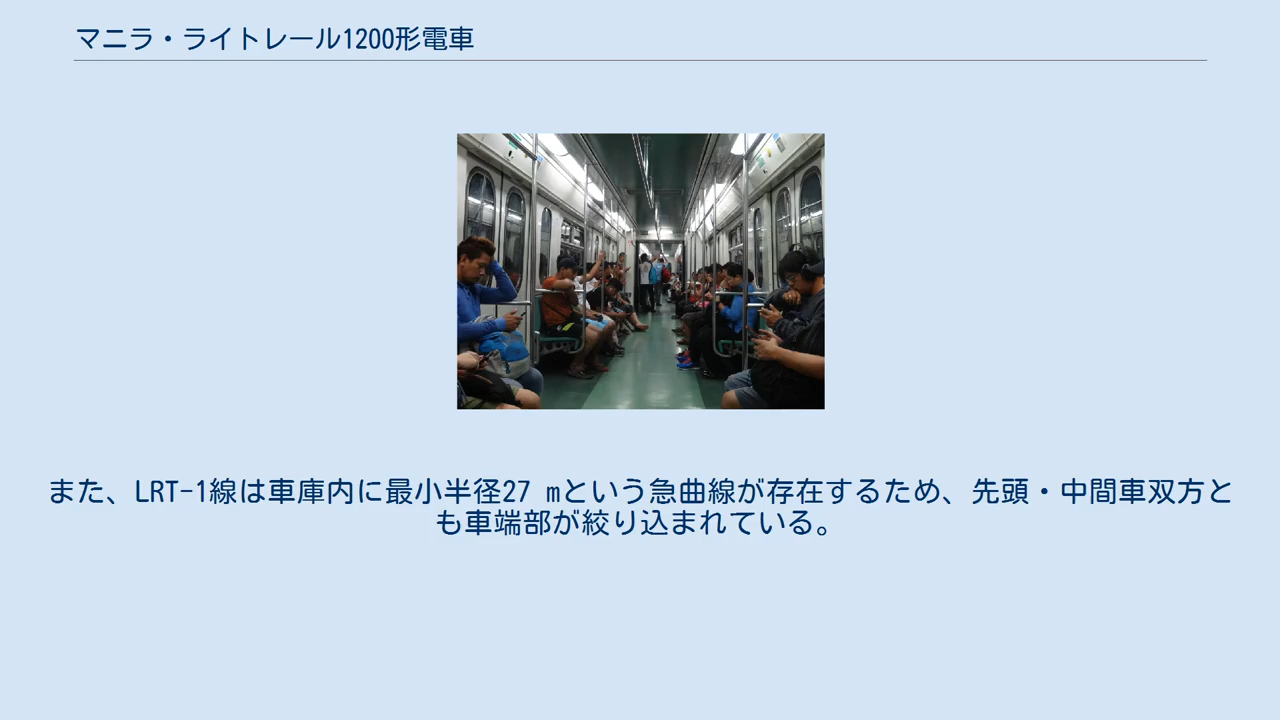 マニラ・ライトレール1200形電車
また、LRT-1線は車庫内に最小半径27 mという急曲線が存在するため、先頭・中間車双方と
も車端部が絞り込まれている。